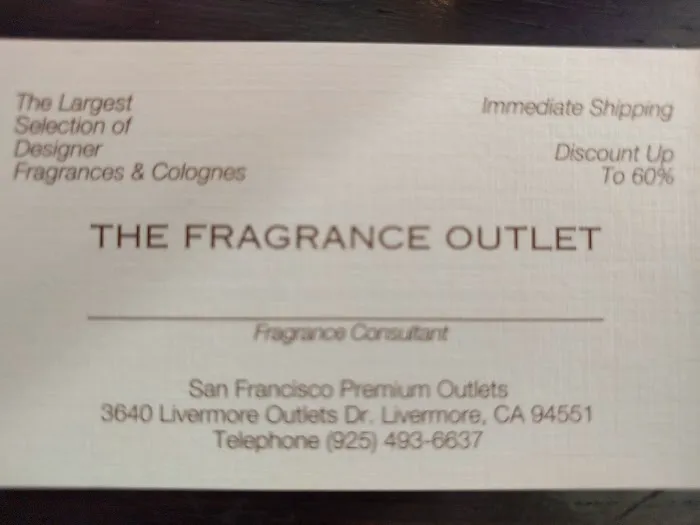 The Largest
Selection of
Designer
Fragrances & Colognes
Immediate Shipping
Discount Up
To 60%
THE FRAGRANCE OUTLET
Fragrance Consultant
San Francisco Premium Outlets
3640 Livermore Outlets Dr. Livermore, CA 94551
Telephone (925) 493-6637